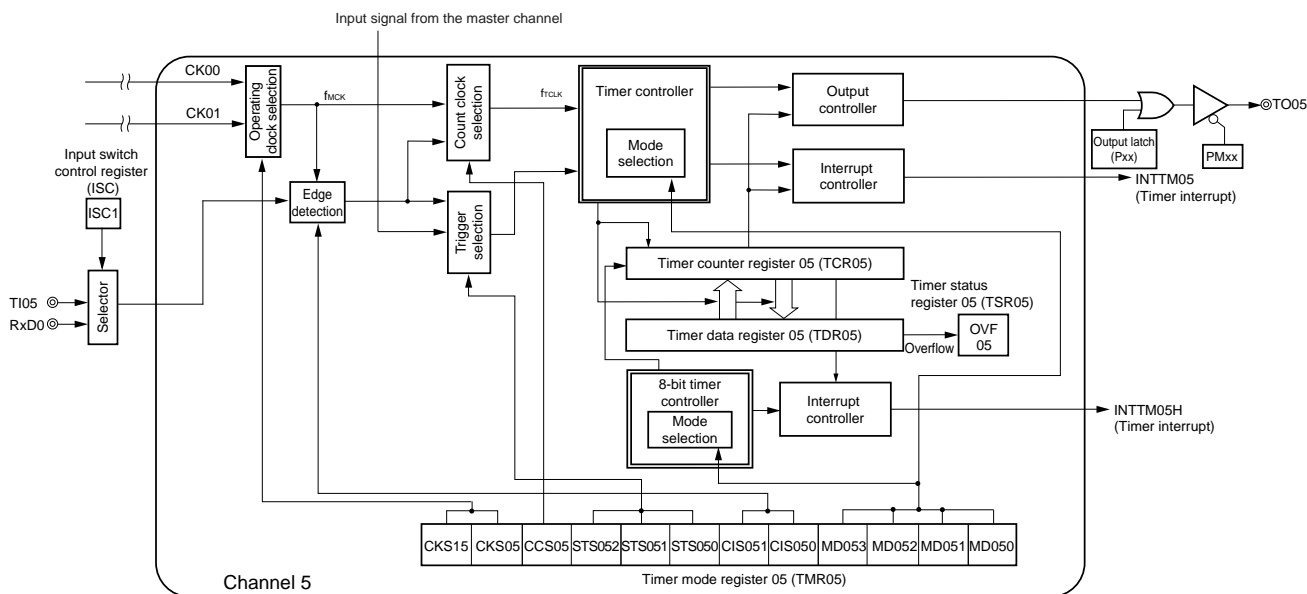 Input signal from the master channel
CK00
CK01
Operating
clock selection
fMCK
Count clock
selection
fTCLK
Timer controller
Mode
selection
Output
controller
Output latch
(Pxx)
PMxx
TO05
Interrupt
controller
INTTM05
(Timer interrupt)
Input switch
control register
(ISC)
ISC1
Edge
detection
Trigger
selection
TI05
RxD0
Selector
Timer counter register 05 (TCR05)
Timer status
register 05 (TSR05)
Timer data register 05 (TDR05)
Overflow
OVF
05
8-bit timer
controller
Mode
selection
Interrupt
controller
INTTM05H
(Timer interrupt)
CKS15 CKS05 CCS05 STS052 STS051 STS050 CIS051 CIS050 MD053 MD052 MD051 MD050
Channel 5
Timer mode register 05 (TMR05)